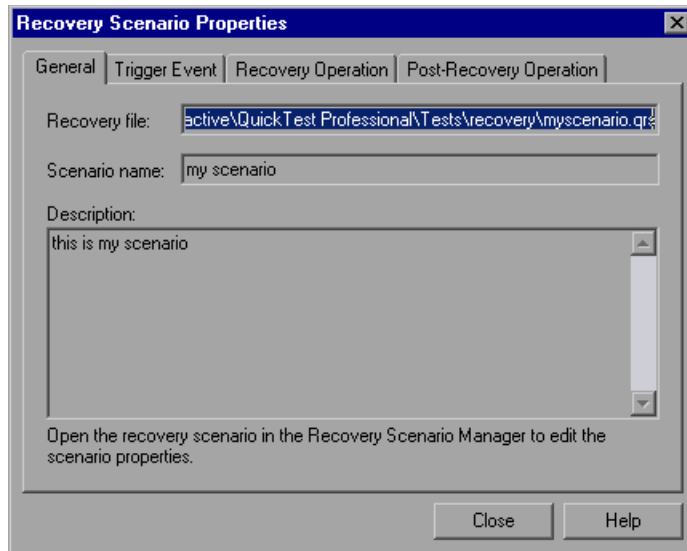 Recovery Scenario Properties
General Trigger Event Recovery Operation Post-Recovery Operation
Recovery file: active\QuickTest Professional\Tests\recovery\myscenario.qrs
Scenario name: my scenario
Description:
this is my scenario
Open the recovery scenario in the Recovery Scenario Manager to edit the
scenario properties.
Close Help